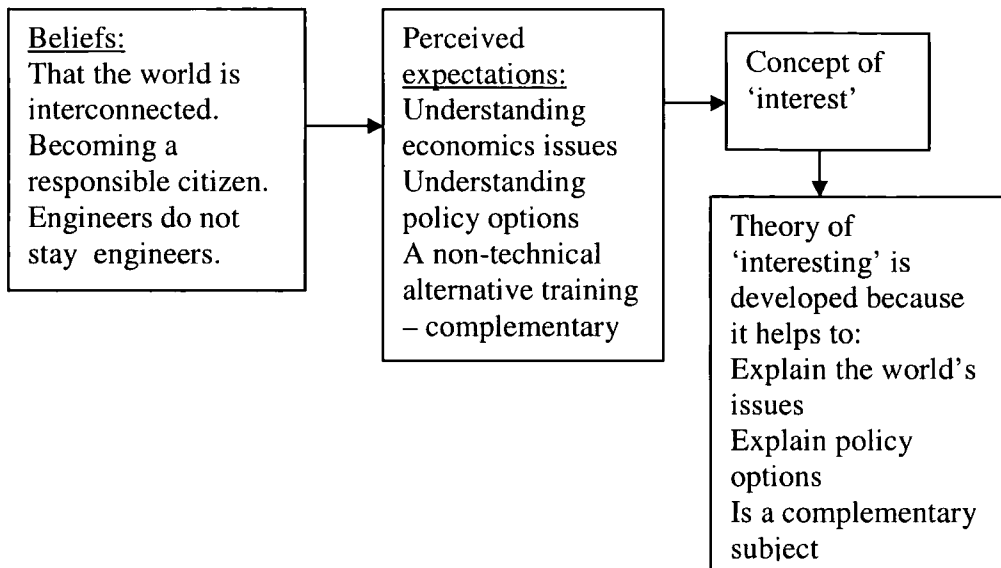 Beliefs:
That the world is
interconnected.
Becoming a
responsible citizen.
Engineers do not
stay engineers.
Perceived
expectations:
Understanding
economics issues
Understanding
policy options
A non-technical
alternative training
– complementary
Concept of
‘interest’
Theory of
‘interesting’ is
developed because
it helps to:
Explain the world’s
issues
Explain policy
options
Is a complementary
subject